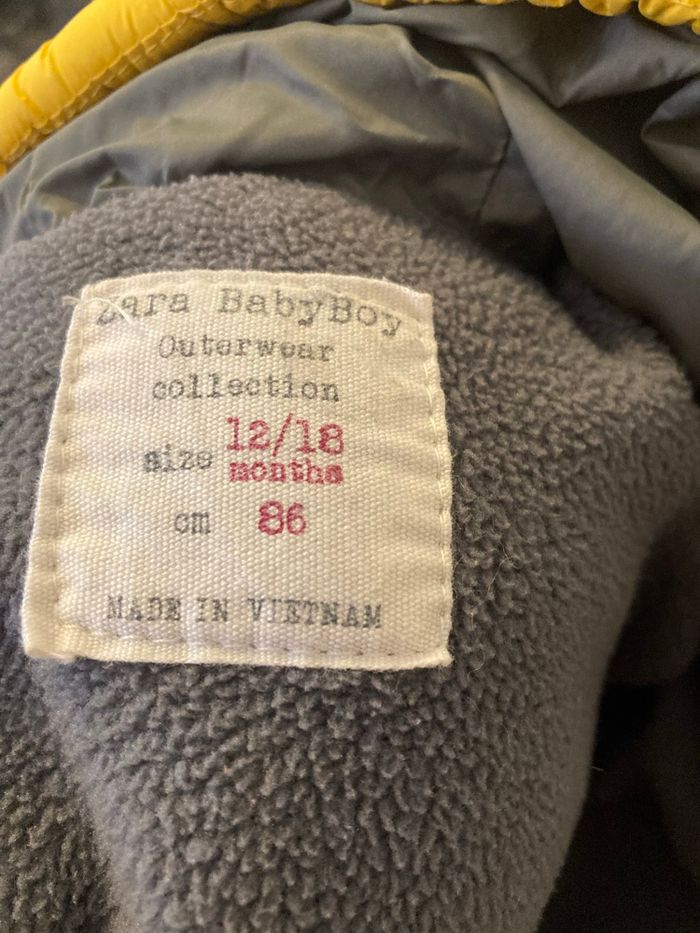 Zara BabyBoy
Outerwear
collection
size 12/18
months
cm 86
MADE IN VIETNAM